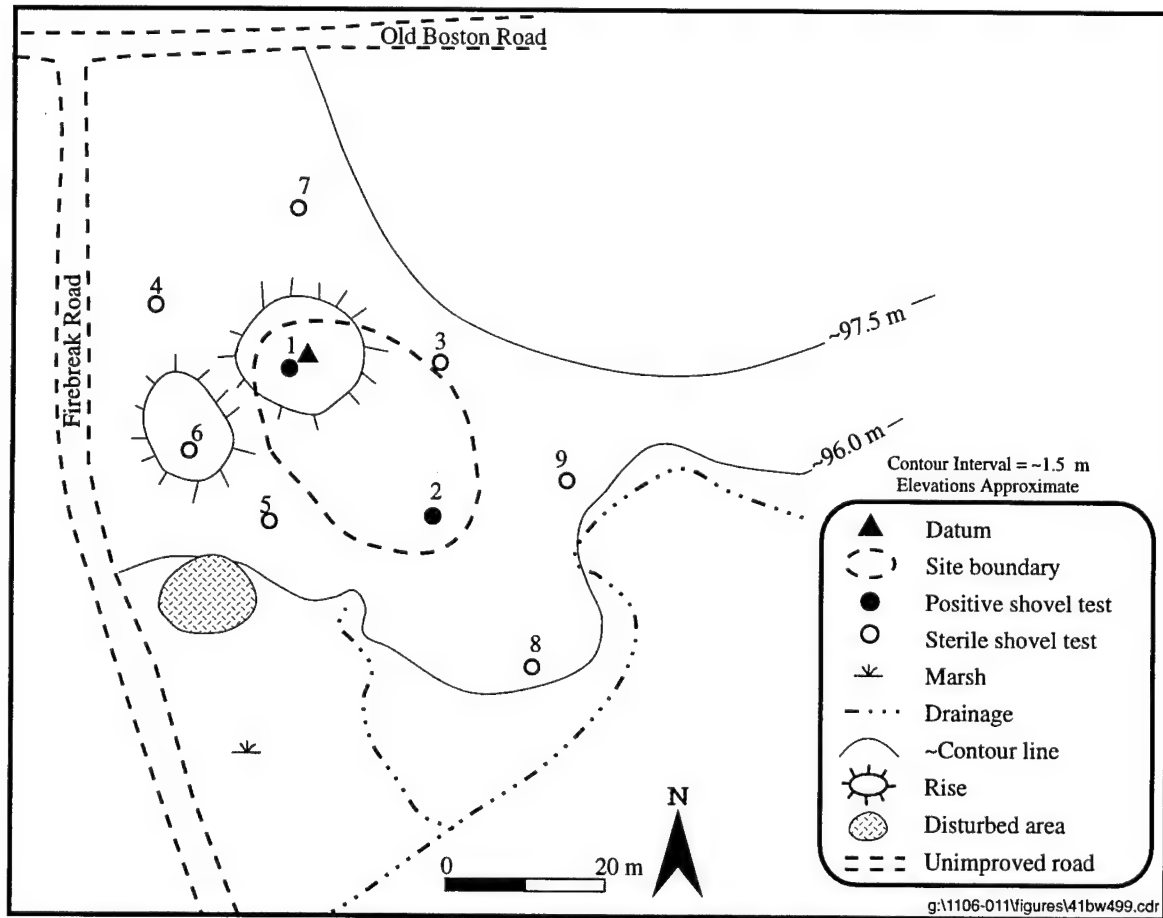 Old Boston Road
7
4
Firebreak Road
1
3
~97.5 m
6
9
~96.0 m
5
2
8
Contour Interval = ~1.5 m
Elevations Approximate
Datum
Site boundary
Positive shovel test
Sterile shovel test
Marsh
Drainage
~Contour line
Rise
Disturbed area
Unimproved road
N
0
20 m
g:\1106-011\figures\41bw499.cdr